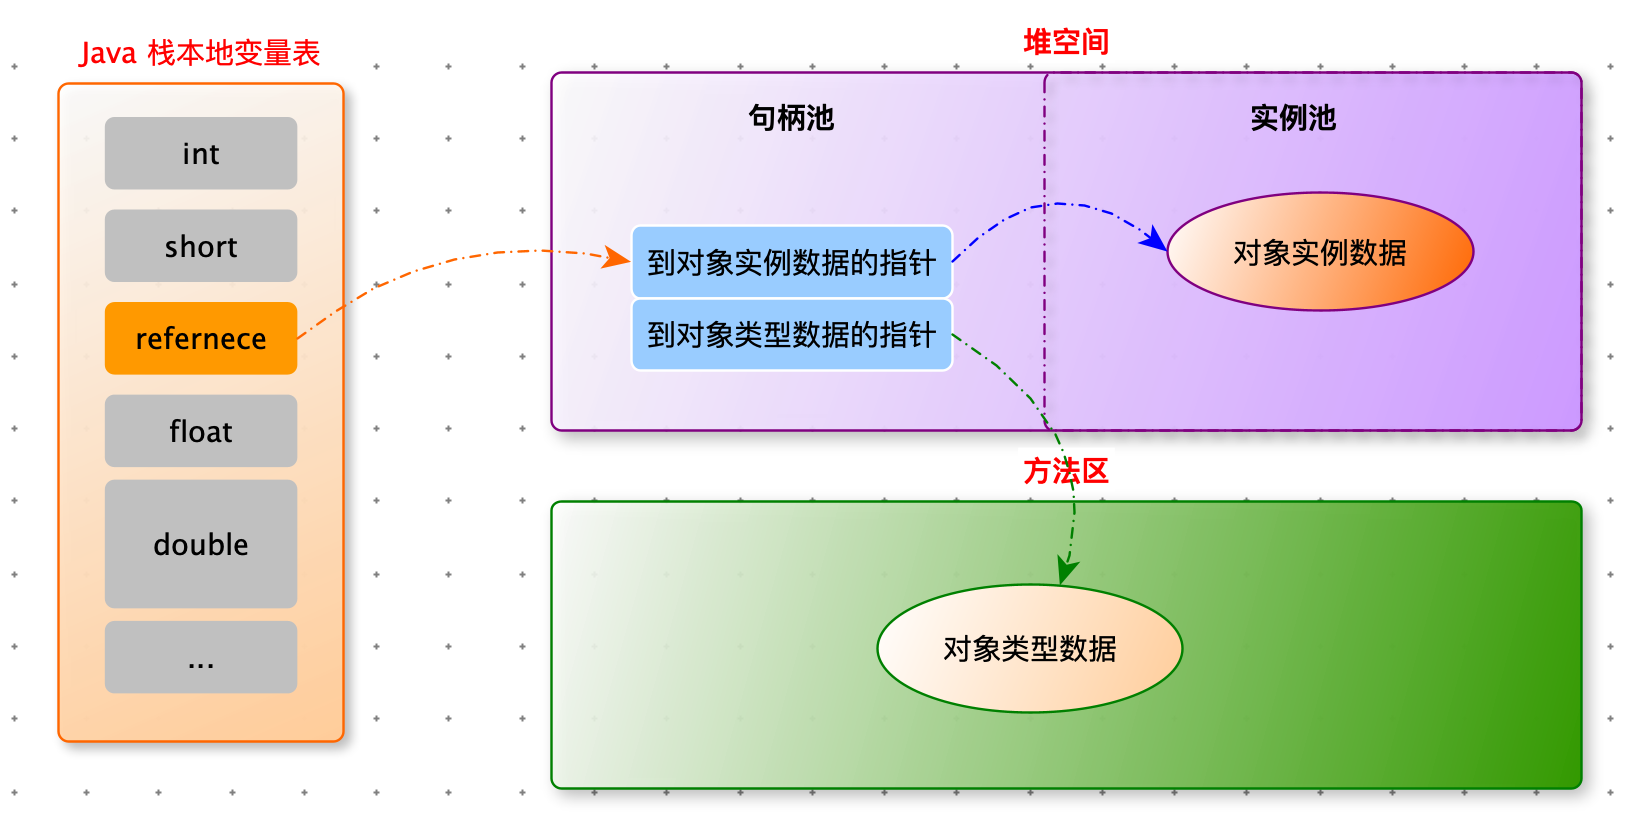 Java 栈本地变量表
int
short
refernece
float
double
...
堆空间
句柄池
实例池
到对象实例数据的指针
到对象类型数据的指针
对象实例数据
方法区
对象类型数据